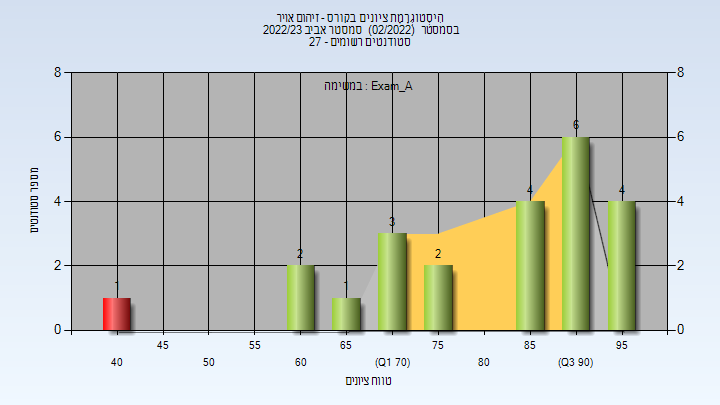 היסטוגרמת ציונים בקורס - זיהום אויר
בסמסטר (02/2022) סמסטר אביב 2022/23
סטודנטים רשומים - 27
במשימה : Exam_A
מספר סטודנטים
8 8
6 6
4 4
2 2
0 0
1 2 1 3 2 4 6 4
45 55 65 75 85 95
40 50 60 (Q1 70) 80 (Q3 90)
טווח ציונים